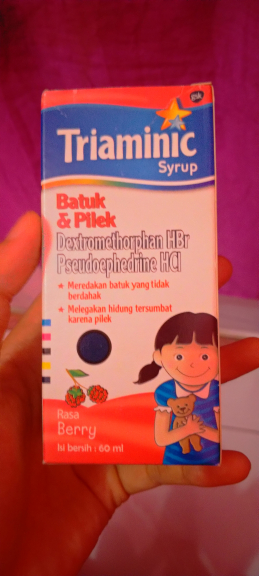 gsk
Triaminic
Syrup
Batuk
& Pilek
Dextromethorphan HBr
Pseudoephedrine HCl
★ Meredakan batuk yang tidak
berdahak
★ Melegakan hidung tersumbat
karena pilek
Rasa
Berry
Isi bersih : 60 ml